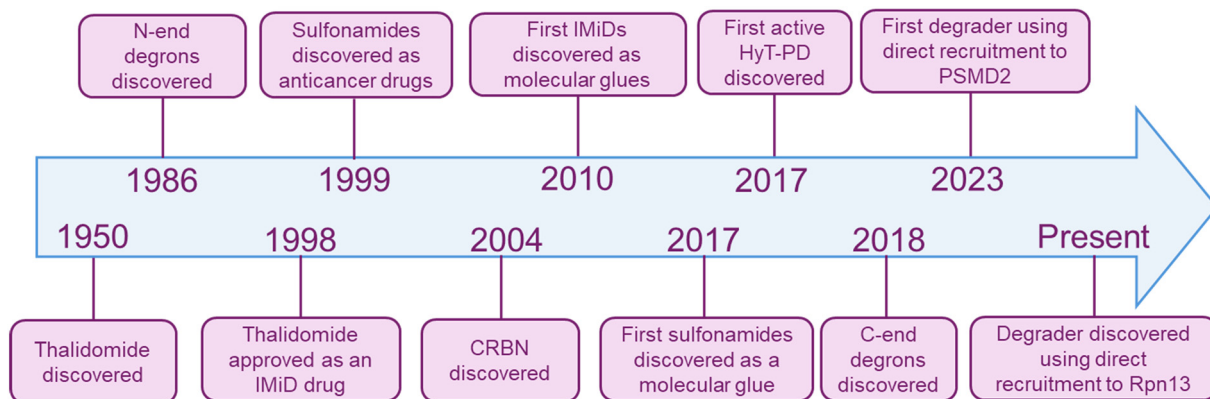 N-end
degrons
discovered
Sulfonamides
discovered as
anticancer drugs
First IMiDs
discovered as
molecular glues
First active
HyT-PD
discovered
First degrader using
direct recruitment to
PSMD2
1986
1999
2010
2017
2023
1950
1998
2004
2017
2018
Present
Thalidomide
discovered
Thalidomide
approved as an
IMiD drug
CRBN
discovered
First sulfonamides
discovered as a
molecular glue
C-end
degrons
discovered
Degrader discovered
using direct
recruitment to Rpn13